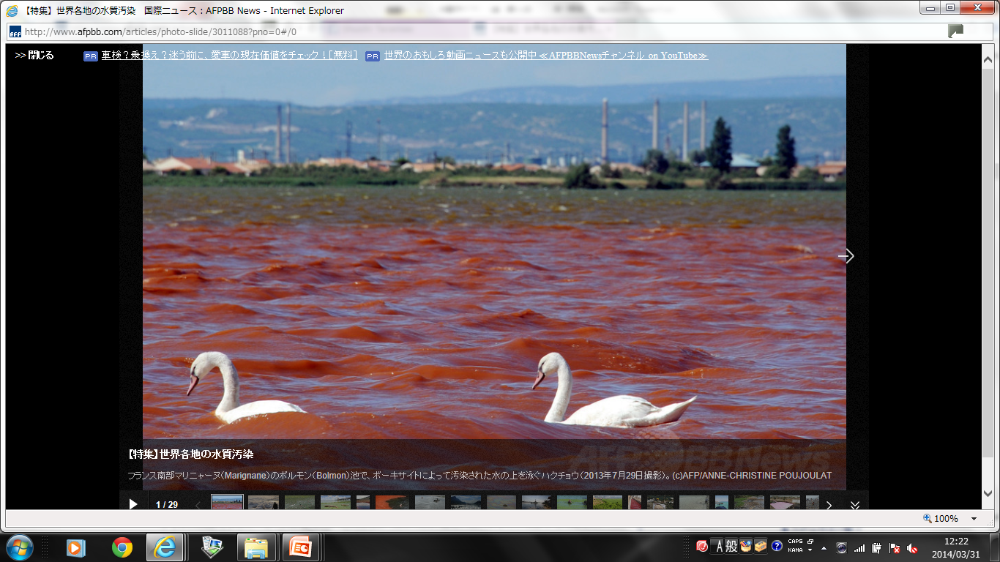 【特集】世界各地の水質汚染　国際ニュース : AFPBB News - Internet Explorer
AFP http://www.afpbb.com/articles/photo-slide/3011088?pno=0#/0
>> 閉じる PR 車検？乗換え？迷う前に、愛車の現在価値をチェック！[無料] PR 世界のおもしろ動画ニュースも公開中 ≪AFPBBNewsチャンネル on YouTube≫
AFPBB News
【特集】世界各地の水質汚染
フランス南部マリニャーヌ（Marignane）のボルモン（Bolmon）池で、ボーキサイトによって汚染された水の上を泳ぐハクチョウ（2013年7月29日撮影）。(c)AFP/ANNE-CHRISTINE POUJOULAT
1 / 29
100%
A 般 CAPS KANA
12:22
2014/03/31